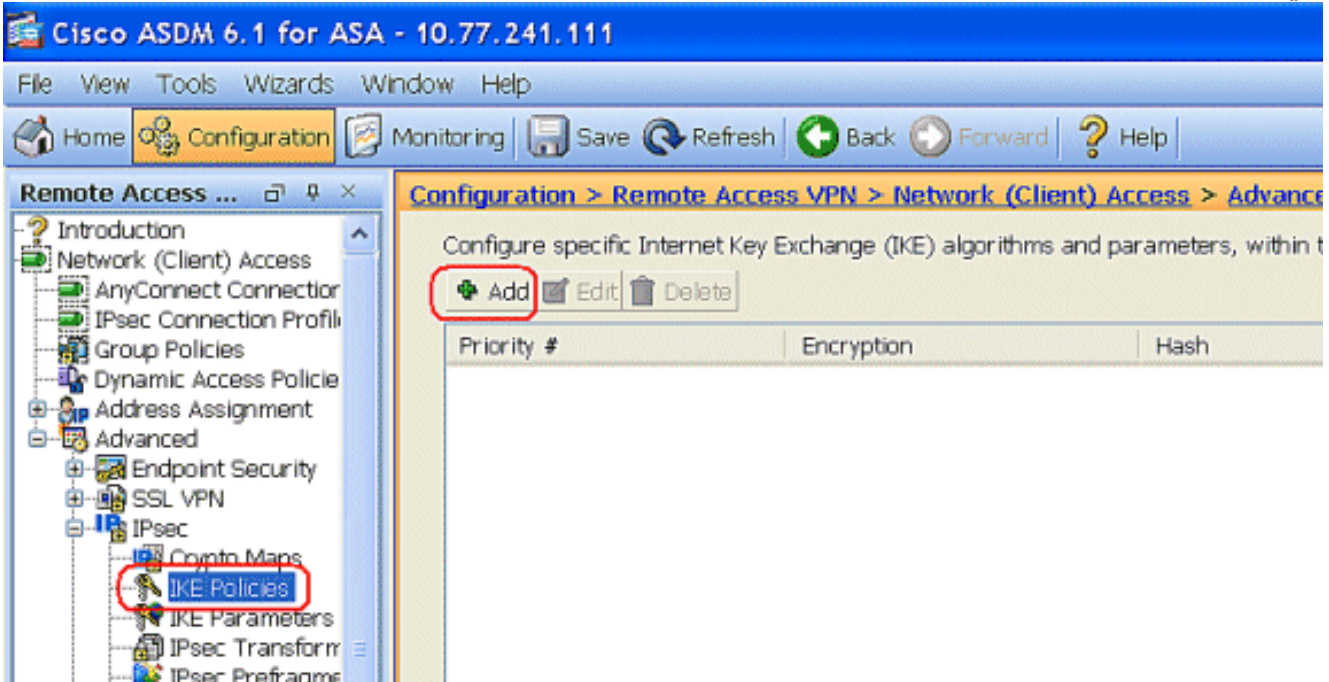 Cisco ASDM 6.1 for ASA - 10.77.241.111
File View Tools Wizards Window Help
Home Configuration Monitoring Save Refresh Back Forward Help
Remote Access ...
Introduction
Network (Client) Access
AnyConnect Connection
IPsec Connection Profil
Group Policies
Dynamic Access Policie
Address Assignment
Advanced
Endpoint Security
SSL VPN
IPsec
Crypto Maps
IKE Policies
IKE Parameters
IPsec Transform
IPsec Prefragme
Configuration > Remote Access VPN > Network (Client) Access > Advance
Configure specific Internet Key Exchange (IKE) algorithms and parameters, within t
Add Edit Delete
Priority # Encryption Hash